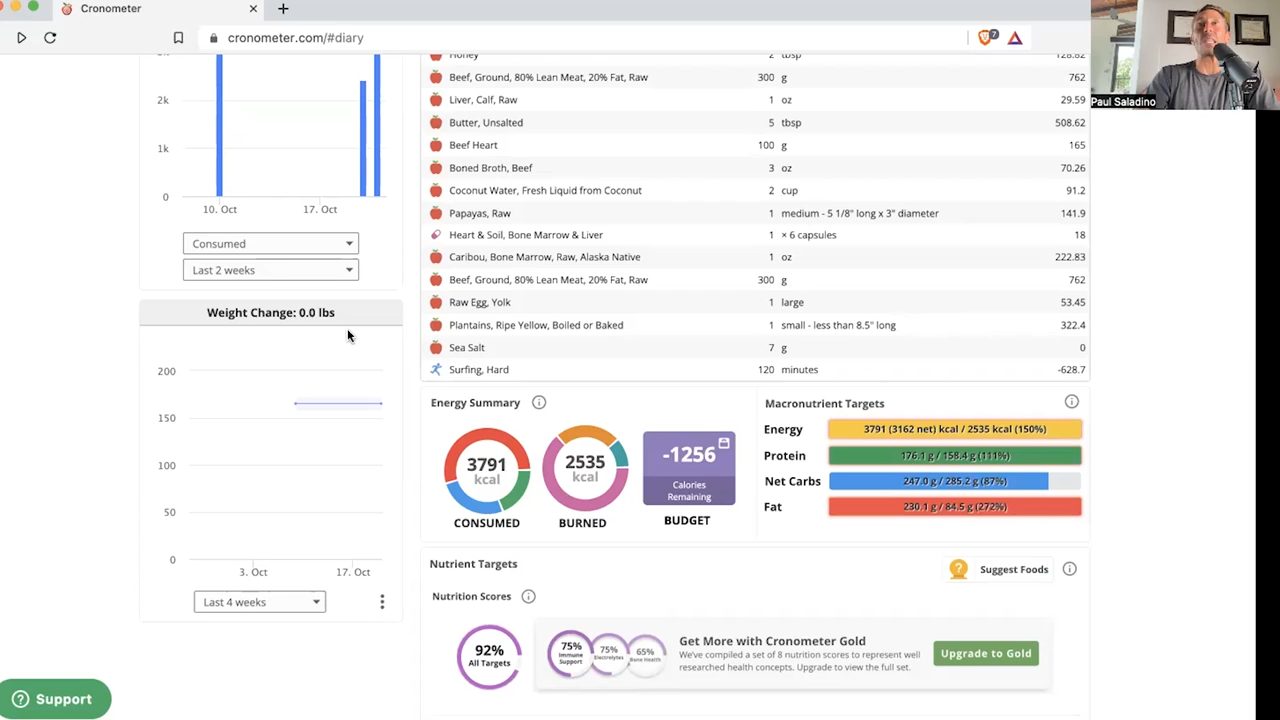 Cronometer
cronometer.com/#diary
7
Paul Saladino
2k
1k
0
10. Oct 17. Oct
Consumed
Last 2 weeks
Weight Change: 0.0 lbs
200
150
100
50
0
3. Oct 17. Oct
Last 4 weeks
Support
Honey 2 tbsp 128.82
Beef, Ground, 80% Lean Meat, 20% Fat, Raw 300 g 762
Liver, Calf, Raw 1 oz 29.59
Butter, Unsalted 5 tbsp 508.62
Beef Heart 100 g 165
Boned Broth, Beef 3 oz 70.26
Coconut Water, Fresh Liquid from Coconut 2 cup 91.2
Papayas, Raw 1 medium - 5 1/8" long x 3" diameter 141.9
Heart & Soil, Bone Marrow & Liver 1 × 6 capsules 18
Caribou, Bone Marrow, Raw, Alaska Native 1 oz 222.83
Beef, Ground, 80% Lean Meat, 20% Fat, Raw 300 g 762
Raw Egg, Yolk 1 large 53.45
Plantains, Ripe Yellow, Boiled or Baked 1 small - less than 8.5" long 322.4
Sea Salt 7 g 0
Surfing, Hard 120 minutes -628.7
Energy Summary
3791
kcal
CONSUMED
2535
kcal
BURNED
-1256
Calories
Remaining
BUDGET
Macronutrient Targets
Energy 3791 (3162 net) kcal / 2535 kcal (150%)
Protein 176.1 g / 158.4 g (111%)
Net Carbs 247.0 g / 285.2 g (87%)
Fat 230.1 g / 84.5 g (272%)
Nutrient Targets
Suggest Foods
Nutrition Scores
92%
All Targets
75%
Immune
Support
75%
Electrolytes
65%
Bone Health
Get More with Cronometer Gold
We've compiled a set of 8 nutrition scores to represent well
researched health concepts. Upgrade to view the full set.
Upgrade to Gold